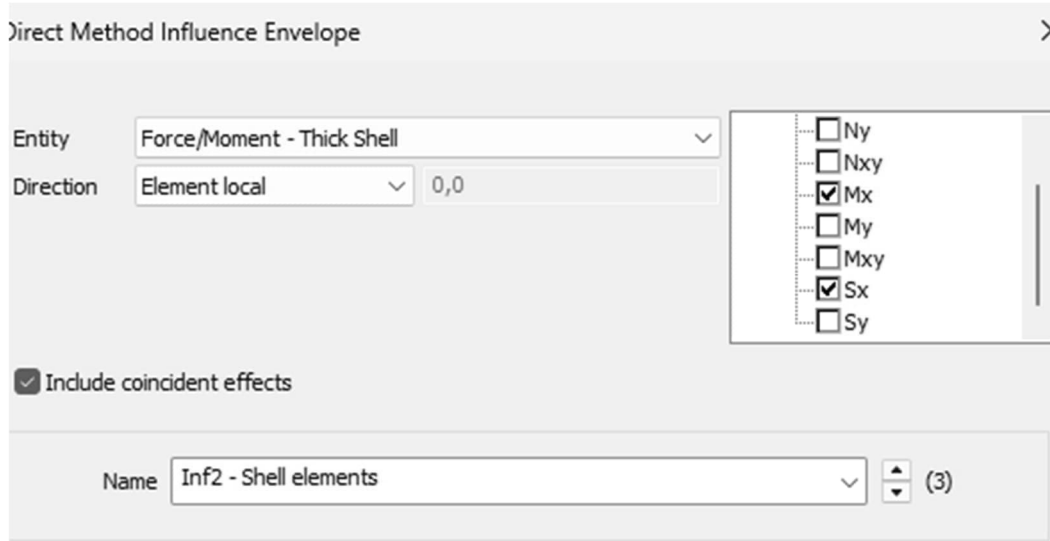 Direct Method Influence Envelope
Entity Force/Moment - Thick Shell
Direction Element local 0,0
Ny
Nxy
Mx
My
Mxy
Sx
Sy
Include coincident effects
Name Inf2 - Shell elements (3)